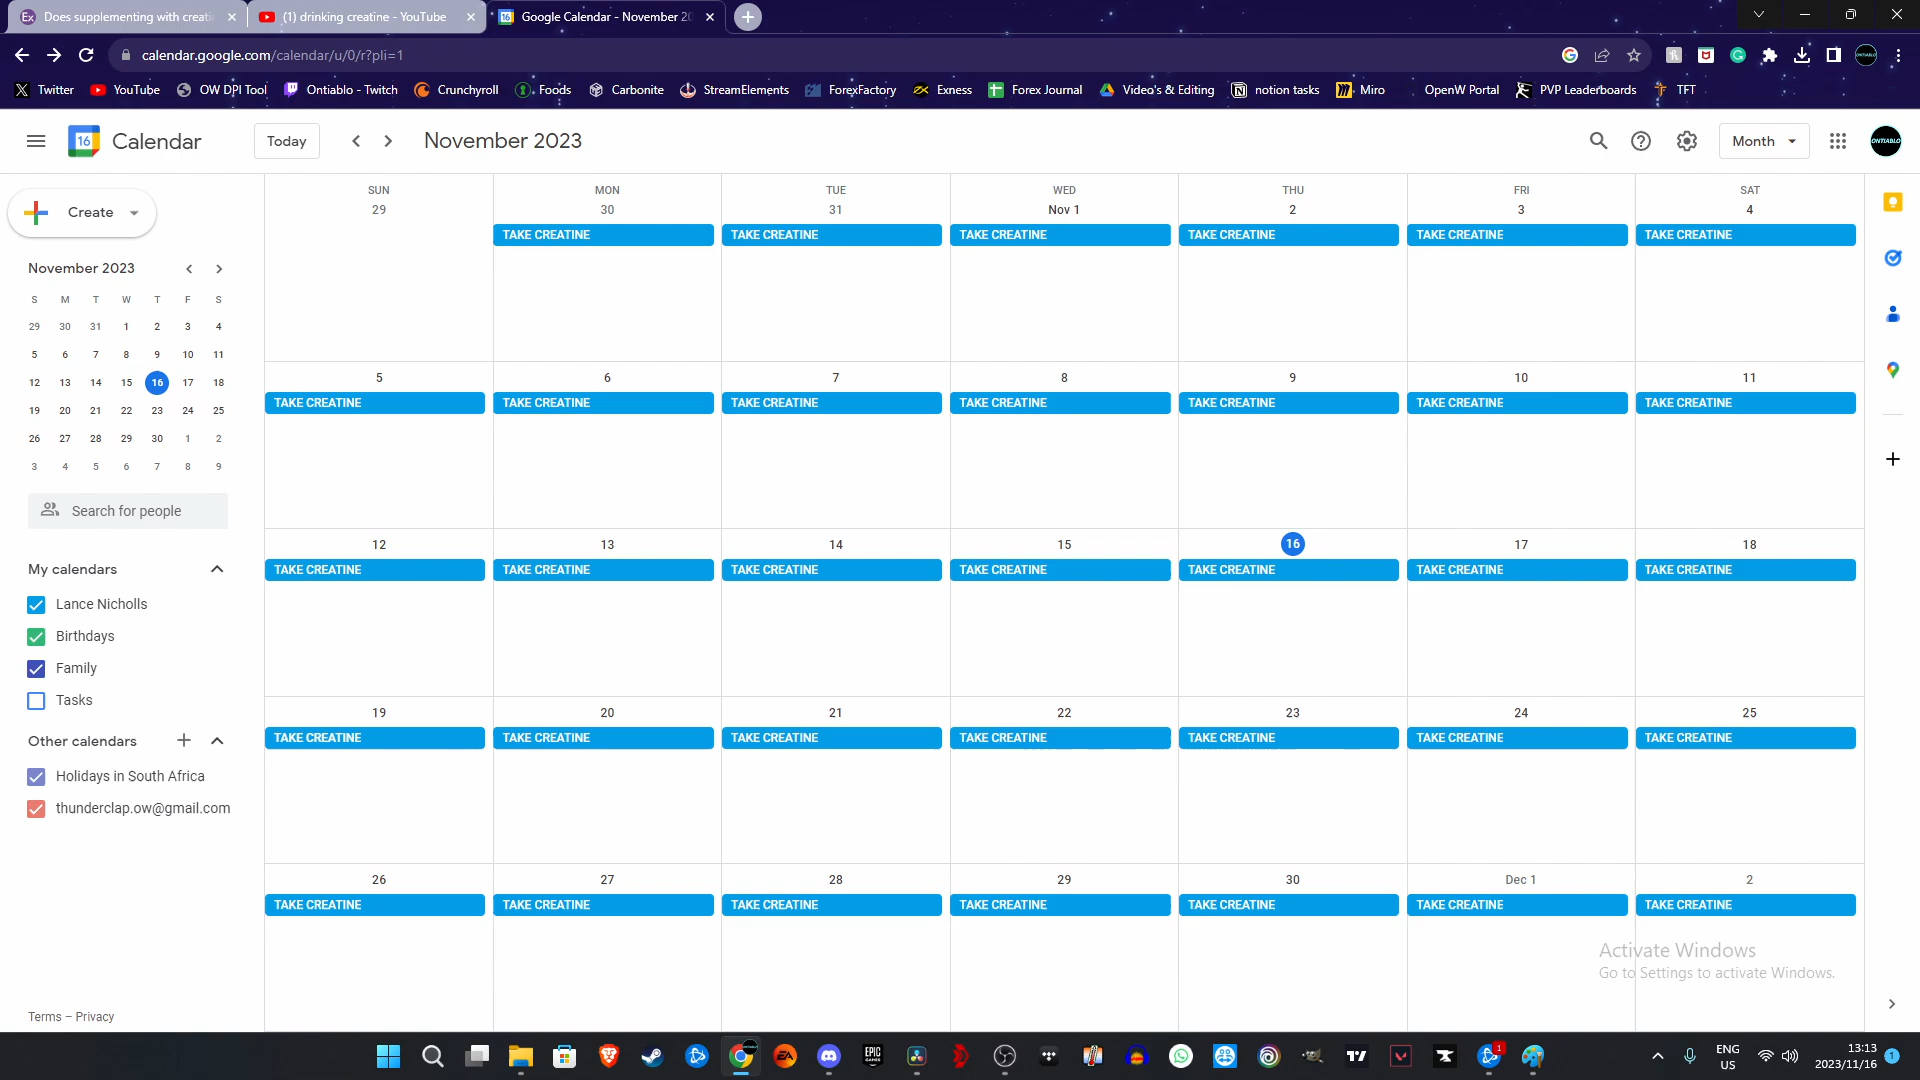 Does supplementing with creati
(1) drinking creatine - YouTube
Google Calendar - November 20
calendar.google.com/calendar/u/0/r?pli=1
Twitter
YouTube
OW DPI Tool
Ontiablo - Twitch
Crunchyroll
Foods
Carbonite
StreamElements
ForexFactory
Exness
Forex Journal
Video's & Editing
notion tasks
Miro
OpenW Portal
PVP Leaderboards
TFT
16
Calendar
Today
November 2023
Month
ONTIABLO
Create
November 2023
S M T W T F S
29 30 31 1 2 3 4
5 6 7 8 9 10 11
12 13 14 15 16 17 18
19 20 21 22 23 24 25
26 27 28 29 30 1 2
3 4 5 6 7 8 9
Search for people
My calendars
Lance Nicholls
Birthdays
Family
Tasks
Other calendars
Holidays in South Africa
thunderclap.ow@gmail.com
Terms – Privacy
SUN MON TUE WED THU FRI SAT
29 30 31 Nov 1 2 3 4
TAKE CREATINE TAKE CREATINE TAKE CREATINE TAKE CREATINE TAKE CREATINE TAKE CREATINE
5 6 7 8 9 10 11
TAKE CREATINE TAKE CREATINE TAKE CREATINE TAKE CREATINE TAKE CREATINE TAKE CREATINE TAKE CREATINE
12 13 14 15 16 17 18
TAKE CREATINE TAKE CREATINE TAKE CREATINE TAKE CREATINE TAKE CREATINE TAKE CREATINE TAKE CREATINE
19 20 21 22 23 24 25
TAKE CREATINE TAKE CREATINE TAKE CREATINE TAKE CREATINE TAKE CREATINE TAKE CREATINE TAKE CREATINE
26 27 28 29 30 Dec 1 2
TAKE CREATINE TAKE CREATINE TAKE CREATINE TAKE CREATINE TAKE CREATINE TAKE CREATINE TAKE CREATINE
Activate Windows
Go to Settings to activate Windows.
EA
EPIC GAMES
1
ENG
US
13:13
2023/11/16
1